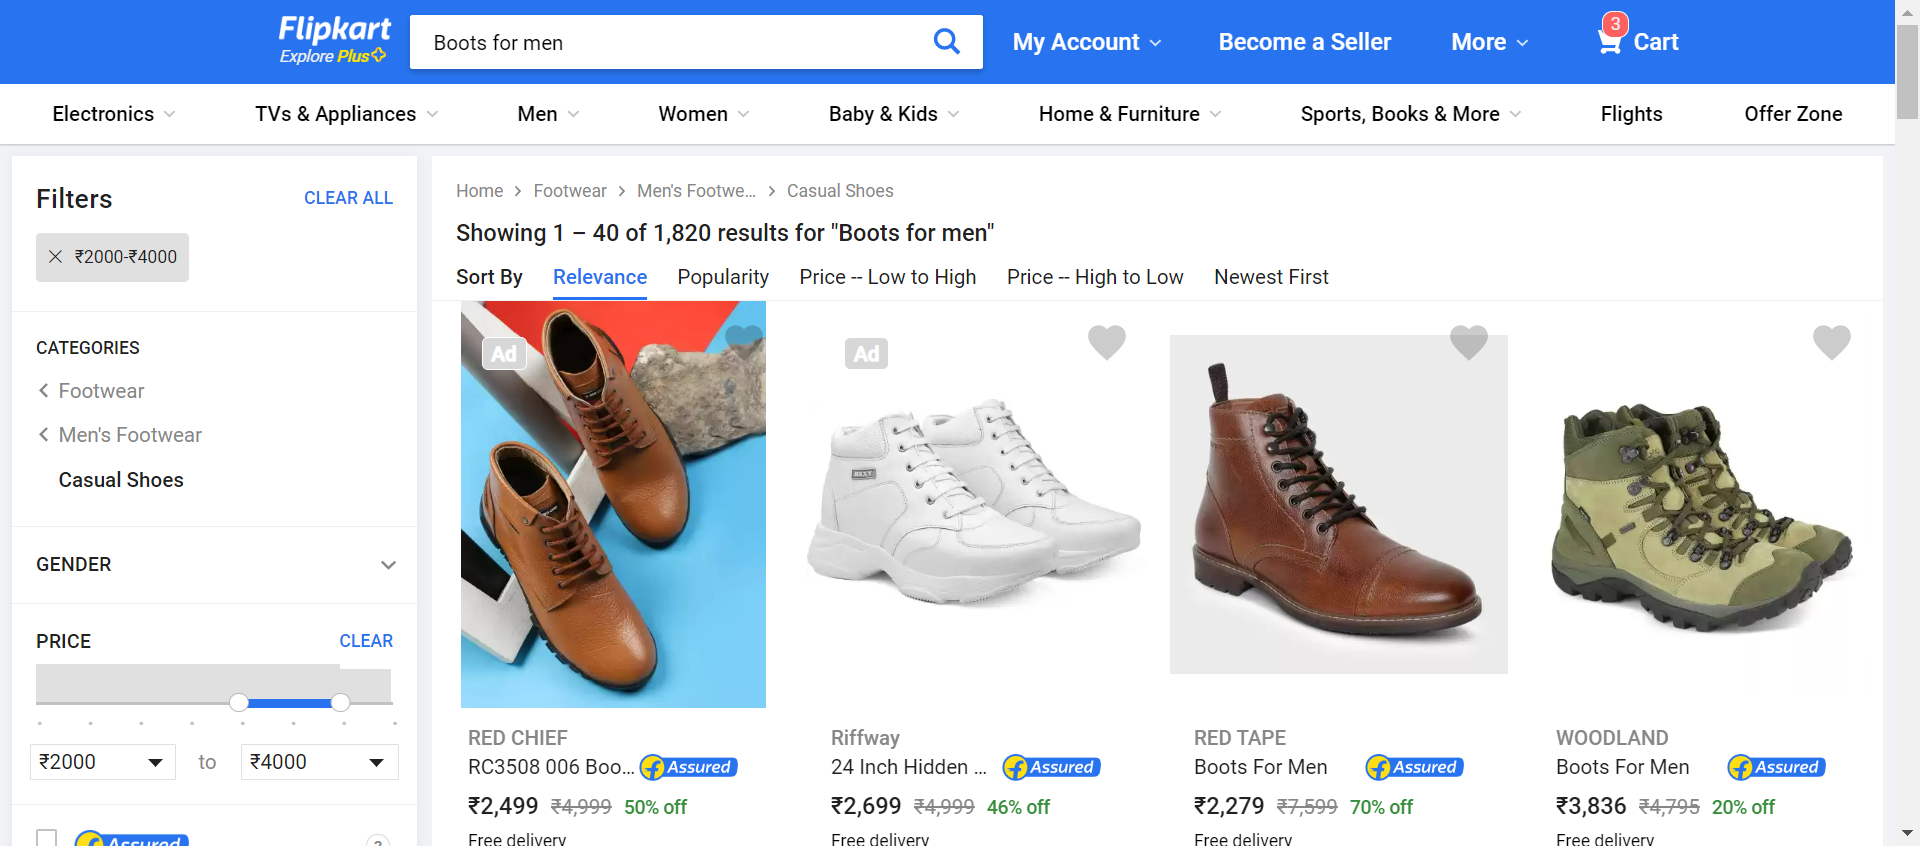 Flipkart
Explore Plus
Boots for men
My Account
Become a Seller
More
3
Cart
Electronics
TVs & Appliances
Men
Women
Baby & Kids
Home & Furniture
Sports, Books & More
Flights
Offer Zone
Filters
CLEAR ALL
₹2000-₹4000
CATEGORIES
Footwear
Men's Footwear
Casual Shoes
GENDER
PRICE
CLEAR
₹2000
to
₹4000
Assured
?
Home
Footwear
Men's Footwe...
Casual Shoes
Showing 1 – 40 of 1,820 results for "Boots for men"
Sort By
Relevance
Popularity
Price -- Low to High
Price -- High to Low
Newest First
Ad
RED CHIEF
RC3508 006 Boo...
Assured
₹2,499 ₹4,999 50% off
Free delivery
Ad
Riffway
24 Inch Hidden ...
Assured
₹2,699 ₹4,999 46% off
Free delivery
RED TAPE
Boots For Men
Assured
₹2,279 ₹7,599 70% off
Free delivery
WOODLAND
Boots For Men
Assured
₹3,836 ₹4,795 20% off
Free delivery